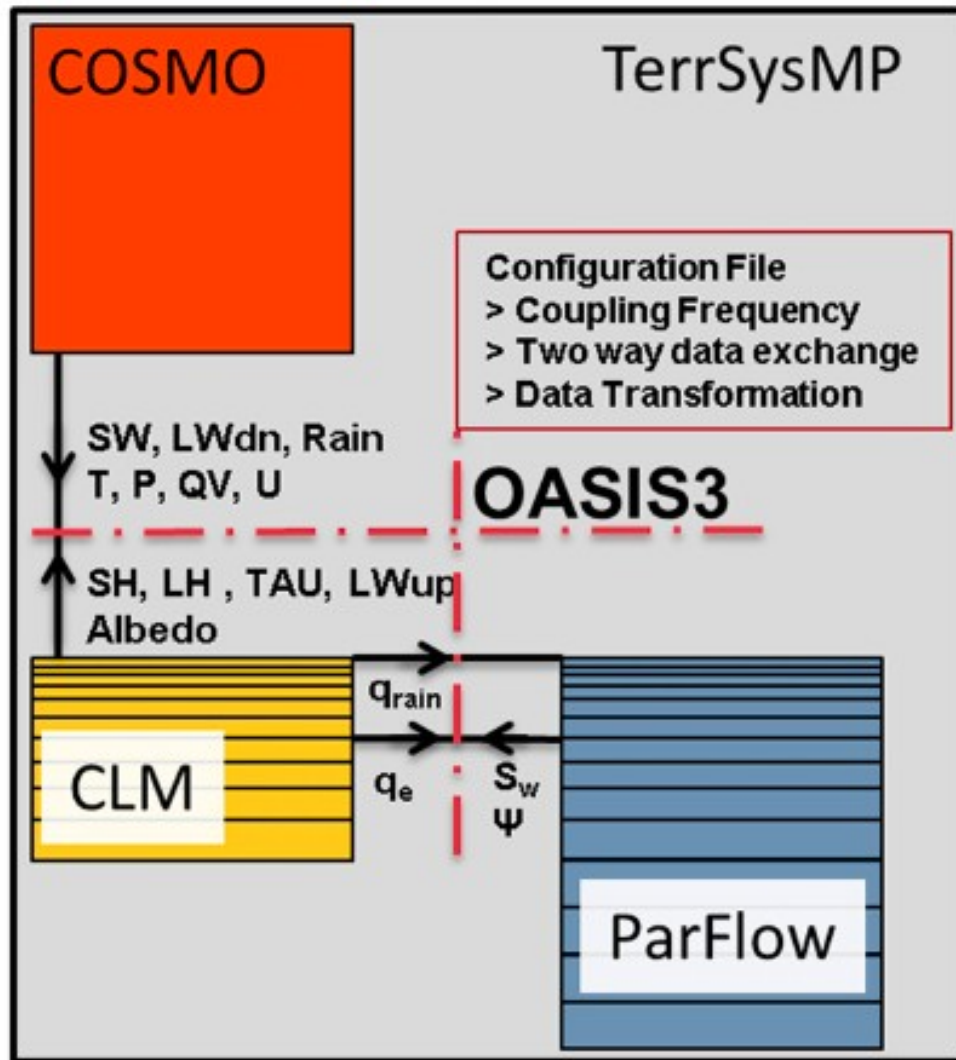 COSMO
TerrSysMP
Configuration File
> Coupling Frequency
> Two way data exchange
> Data Transformation
SW, LWdn, Rain
T, P, QV, U
OASIS3
SH, LH , TAU, LWup
Albedo
qrain
CLM
qe
Sw
Ψ
ParFlow